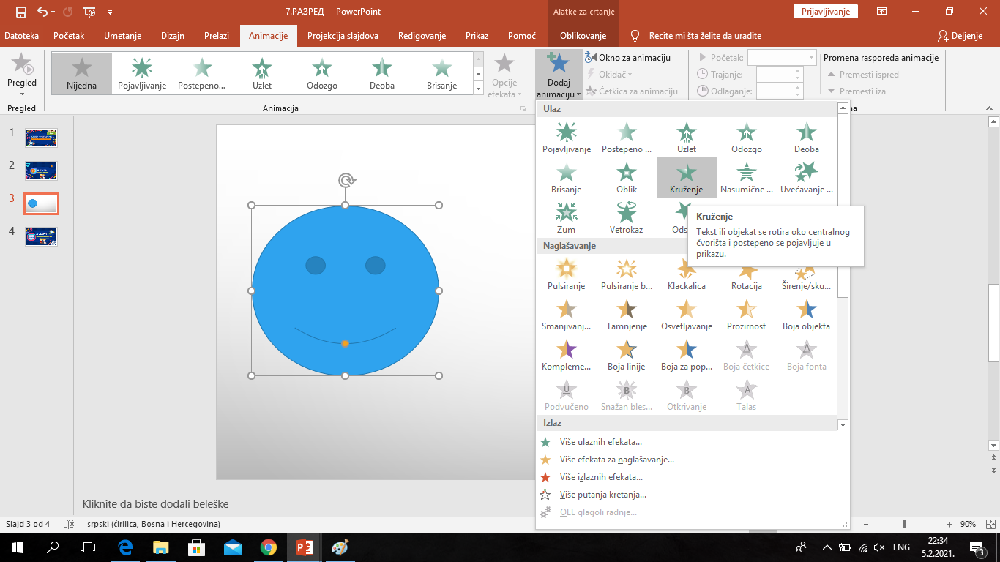 7.РАЗРЕД - PowerPoint
Alatke za crtanje
Prijavljivanje
Datoteka Početak Umetanje Dizajn Prelazi Animacije Projekcija slajdova Redigovanje Prikaz Pomoć Oblikovanje Recite mi šta želite da uradite Deljenje
Pregled
Nijedna Pojavljivanje Postepeno... Uzlet Odozgo Deoba Brisanje
Opcije
efekata
Dodaj
animaciju
Okno za animaciju
Okidač
Četkica za animaciju
Početak:
Trajanje:
Odlaganje:
Promena rasporeda animacije
Premesti ispred
Premesti iza
Pregled
Animacija
na
1
2
3
4
Ulaz
Pojavljivanje Postepeno ... Uzlet Odozgo Deoba
Brisanje Oblik Kruženje Nasumične ... Uvećavanje ...
Zum Vetrokaz Ods
Kruženje
Tekst ili objekat se rotira oko centralnog
čvorišta i postepeno se pojavljuje u
prikazu.
Naglašavanje
Pulsiranje Pulsiranje b... Klackalica Rotacija Širenje/sku...
Smanjivanj... Tamnjenje Osvetljavanje Prozirnost Boja objekta
Kompleme... Boja linije Boja za pop... Boja četkice Boja fonta
Podvučeno Snažan bles... Otkrivanje Talas
Izlaz
Više ulaznih efekata...
Više efekata za naglašavanje...
Više izlaznih efekata...
Više putanja kretanja...
OLE glagoli radnje...
Kliknite da biste dodali beleške
Slajd 3 od 4 srpski (ćirilica, Bosna i Hercegovina) 90%
ENG
22:34
5.2.2021.
3